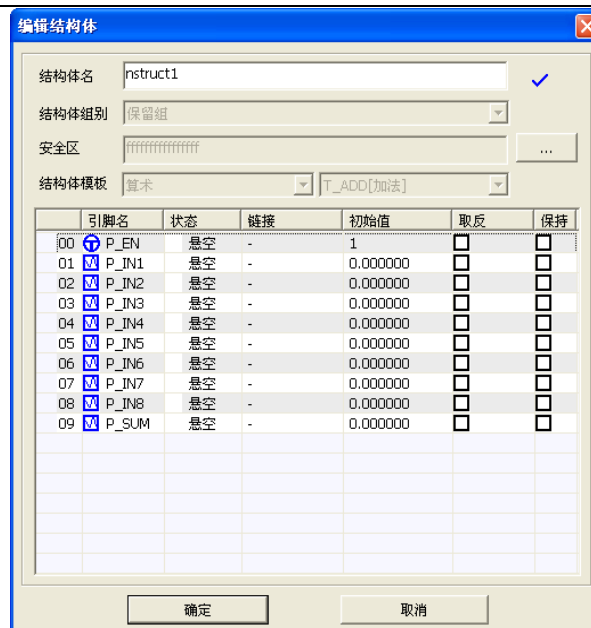 编辑结构体
结构体名 nstruct1
结构体组别 保留组
安全区 ffffffffffffffff ...
结构体模板 算术 T_ADD[加法]
引脚名 状态 链接 初始值 取反 保持
00 P_EN 悬空 - 1
01 P_IN1 悬空 - 0.000000
02 P_IN2 悬空 - 0.000000
03 P_IN3 悬空 - 0.000000
04 P_IN4 悬空 - 0.000000
05 P_IN5 悬空 - 0.000000
06 P_IN6 悬空 - 0.000000
07 P_IN7 悬空 - 0.000000
08 P_IN8 悬空 - 0.000000
09 P_SUM 悬空 - 0.000000
确定 取消